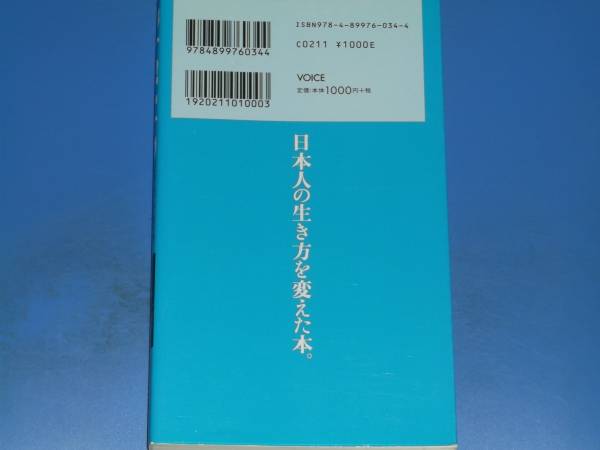 ISBN978-4-89976-034-4
9784899760344
C0211 ¥1000E
VOICE
定価:本体1000円+税
1920211010003
日本人の生き方を変えた本。